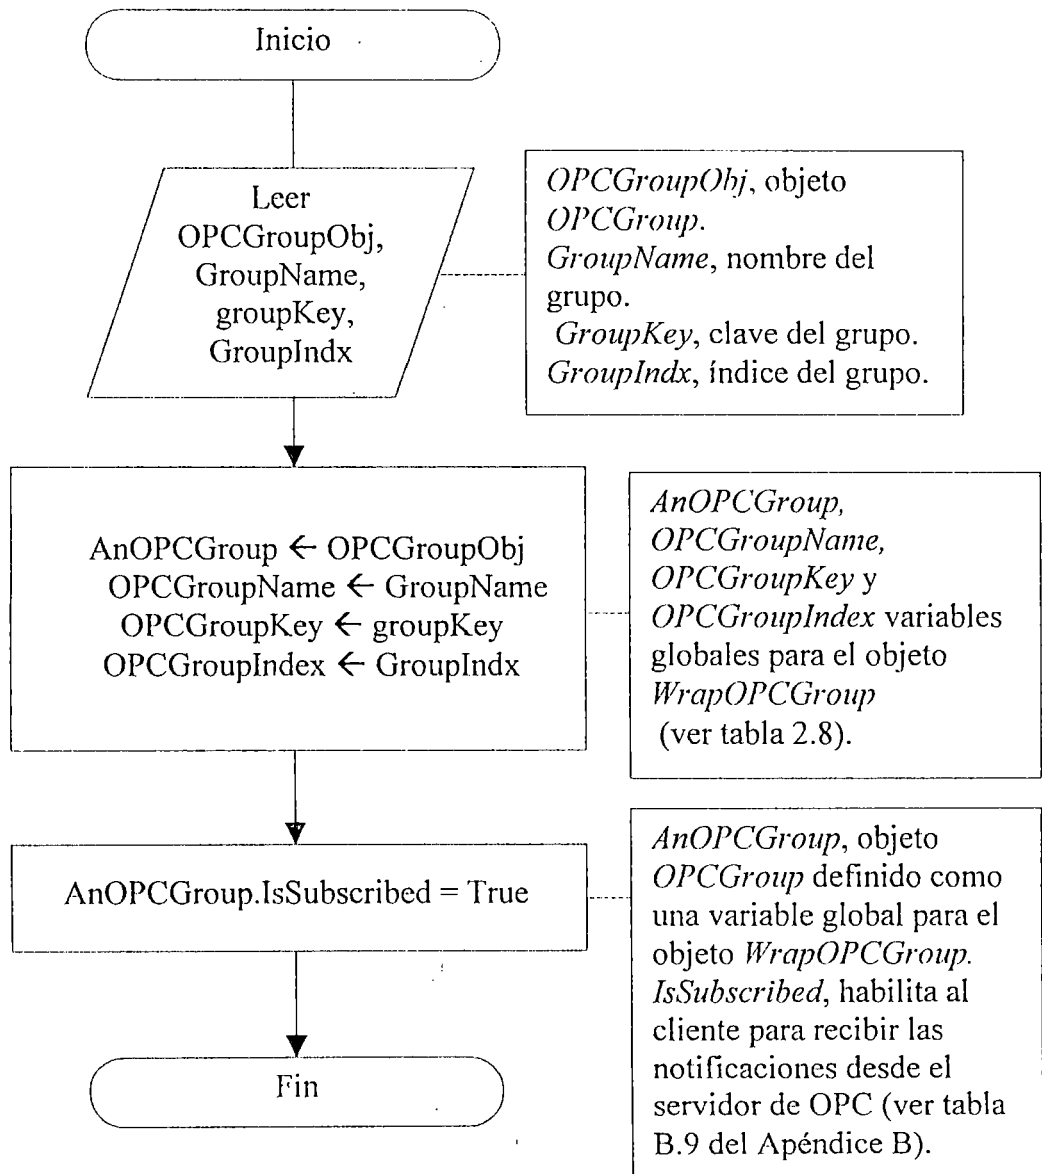 Inicio
Leer
OPCGroupObj,
GroupName,
groupKey,
GroupIndx
OPCGroupObj, objeto
OPCGroup.
GroupName, nombre del
grupo.
GroupKey, clave del grupo.
GroupIndx, índice del grupo.
AnOPCGroup ← OPCGroupObj
OPCGroupName ← GroupName
OPCGroupKey ← groupKey
OPCGroupIndex ← GroupIndx
AnOPCGroup,
OPCGroupName,
OPCGroupKey y
OPCGroupIndex variables
globales para el objeto
WrapOPCGroup
(ver tabla 2.8).
AnOPCGroup.IsSubscribed = True
AnOPCGroup, objeto
OPCGroup definido como
una variable global para el
objeto WrapOPCGroup.
IsSubscribed, habilita al
cliente para recibir las
notificaciones desde el
servidor de OPC (ver tabla
B.9 del Apéndice B).
Fin